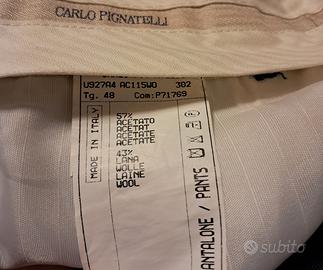 CARLO PIGNATELLI
U927A4 AC115WO 302
Tg. 48 Com:P71769
MADE IN ITALY
57%
ACETATO
ACETAT
ACETATE
ACETATE
43%
LANA
WOLLE
LAINE
WOOL
PANTALONE / PANTS
subito